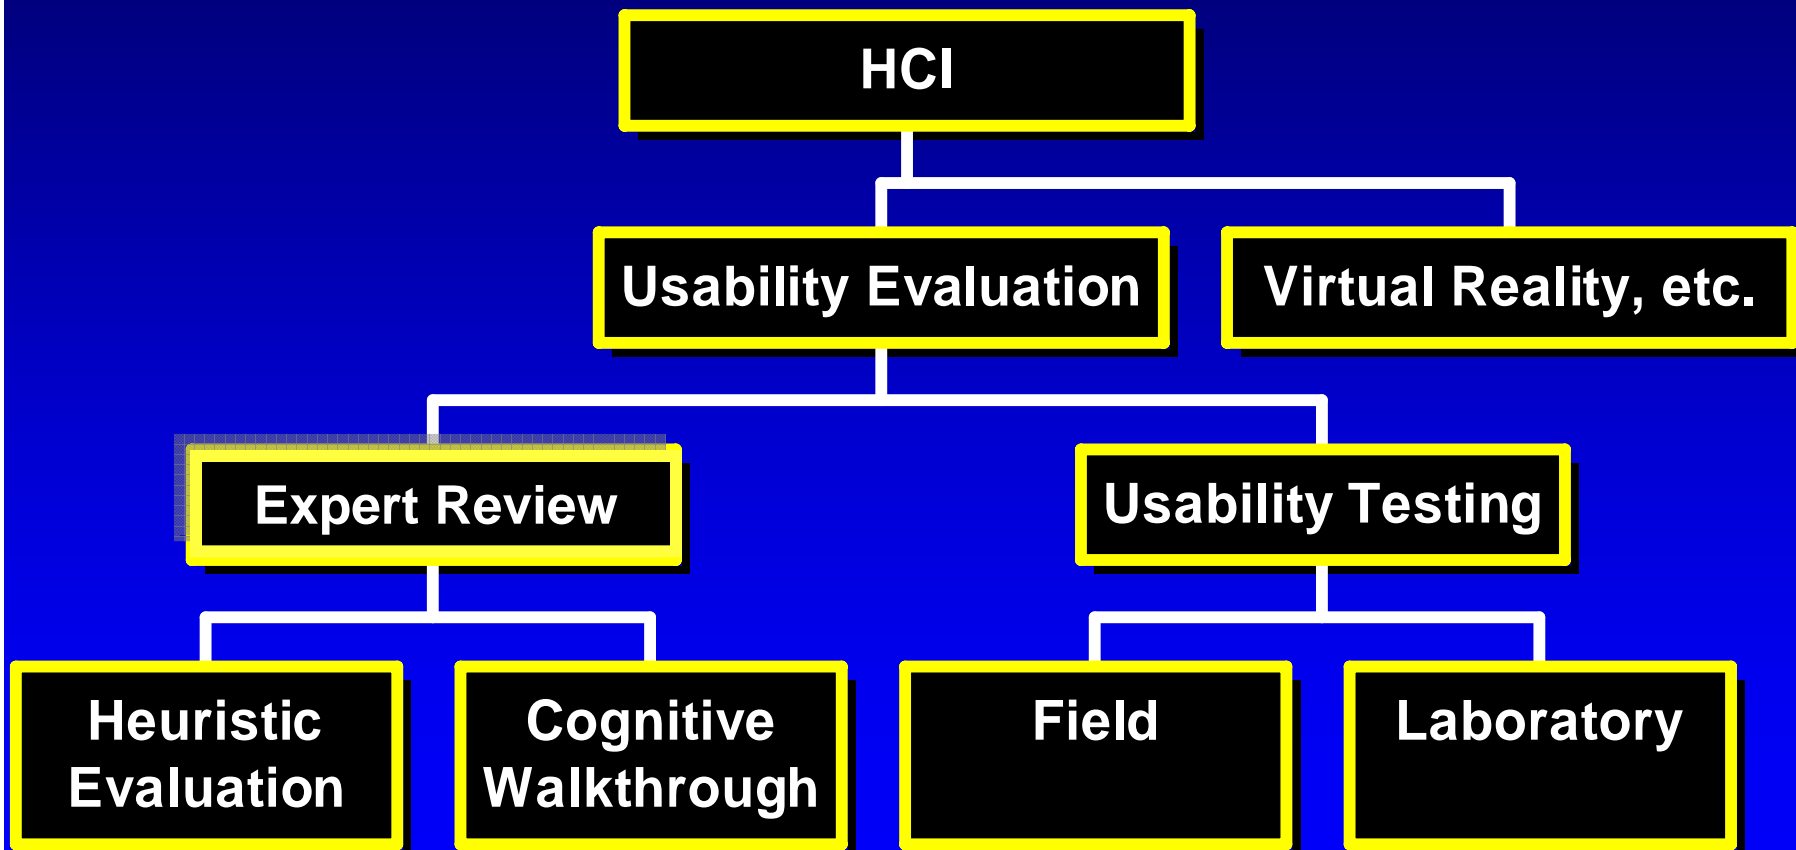 HCI
Usability Evaluation
Virtual Reality, etc.
Expert Review
Usability Testing
Heuristic
Evaluation
Cognitive
Walkthrough
Field
Laboratory